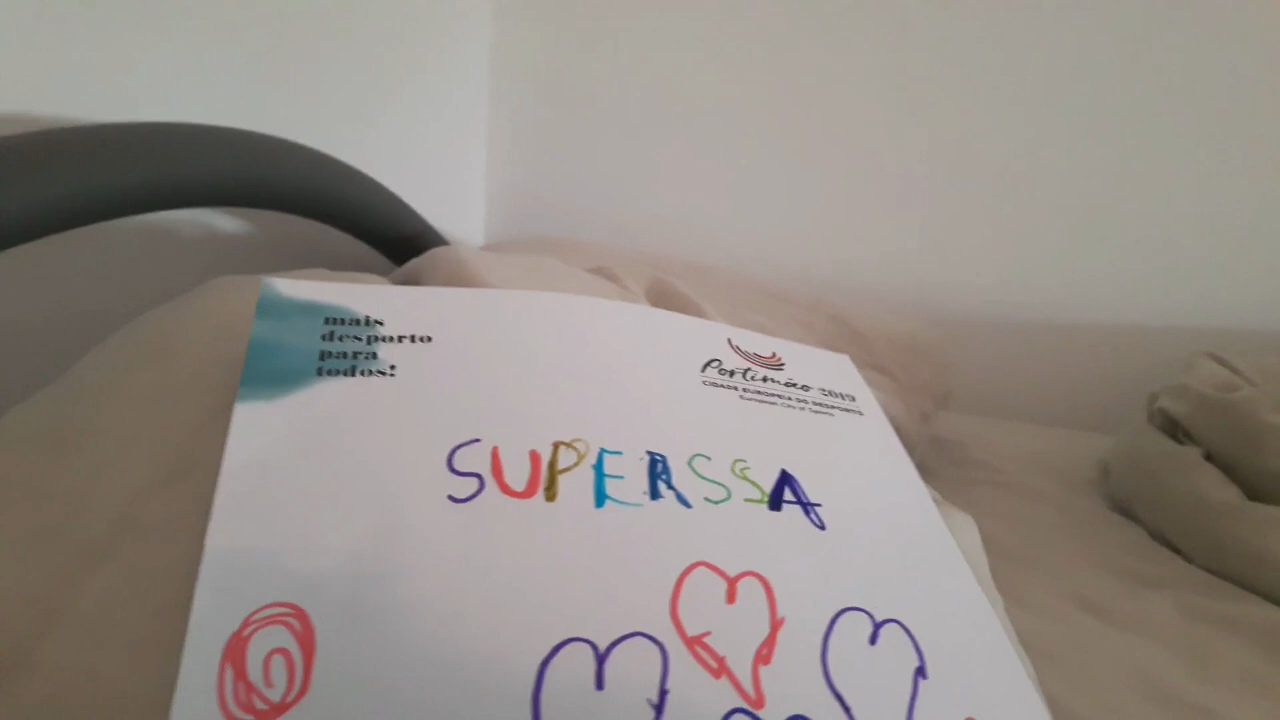 mais
desporto
para
todos!
Portimão 2019
CIDADE EUROPEIA DO DESPORTO
European City of Sports
SUPERSSA